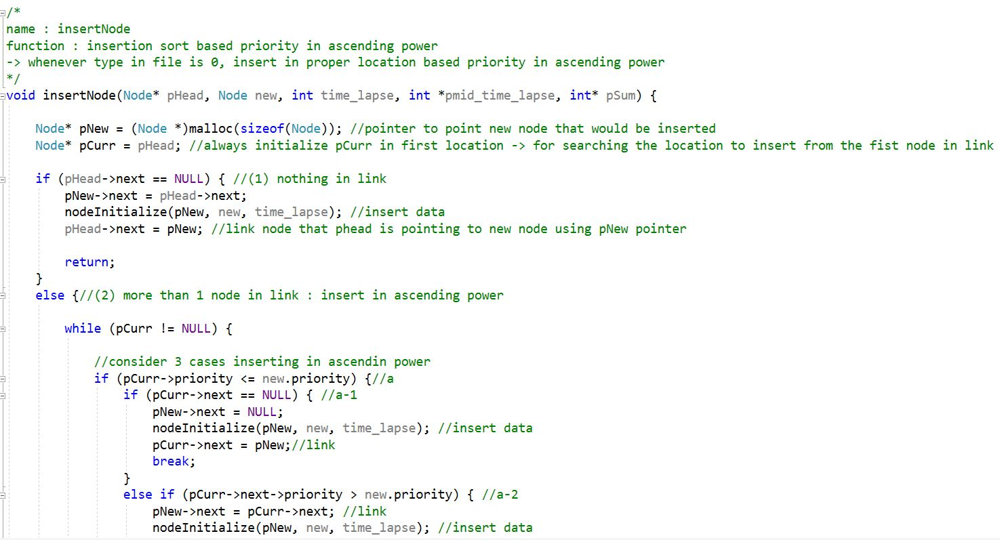 /*
name : insertNode
function : insertion sort based priority in ascending power
-> whenever type in file is 0, insert in proper location based priority in ascending power
*/
void insertNode(Node* pHead, Node new, int time_lapse, int *pmid_time_lapse, int* pSum) {
Node* pNew = (Node *)malloc(sizeof(Node)); //pointer to point new node that would be inserted
Node* pCurr = pHead; //always initialize pCurr in first location -> for searching the location to insert from the fist node in link
if (pHead->next == NULL) { //(1) nothing in link
pNew->next = pHead->next;
nodeInitialize(pNew, new, time_lapse); //insert data
pHead->next = pNew; //link node that phead is pointing to new node using pNew pointer
return;
}
else {//(2) more than 1 node in link : insert in ascending power
while (pCurr != NULL) {
//consider 3 cases inserting in ascendin power
if (pCurr->priority <= new.priority) {//a
if (pCurr->next == NULL) { //a-1
pNew->next = NULL;
nodeInitialize(pNew, new, time_lapse); //insert data
pCurr->next = pNew;//link
break;
}
else if (pCurr->next->priority > new.priority) { //a-2
pNew->next = pCurr->next; //link
nodeInitialize(pNew, new, time_lapse); //insert data